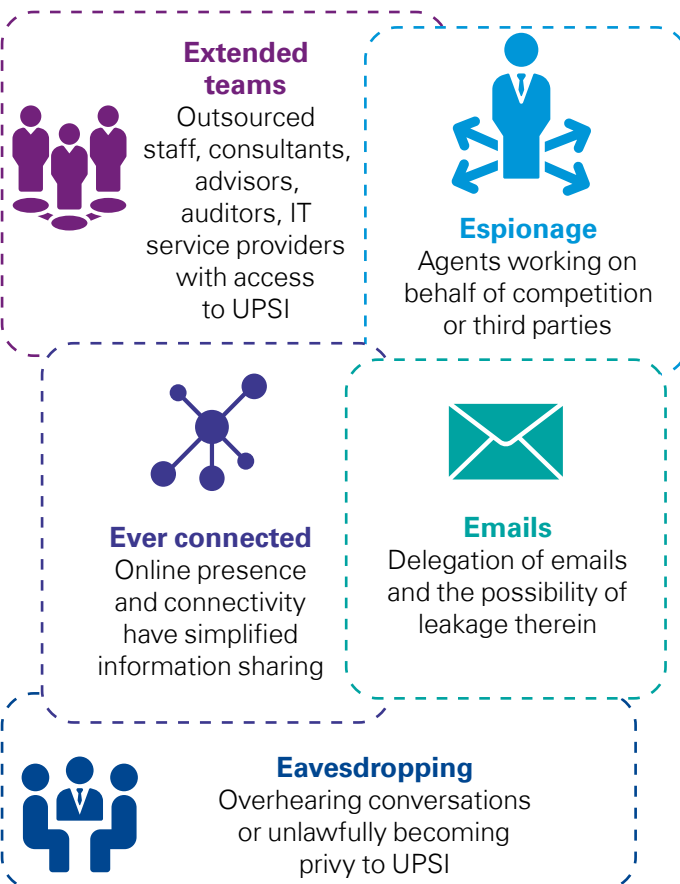 Extended
teams
Outsourced
staff, consultants,
advisors,
auditors, IT
service providers
with access
to UPSI
Espionage
Agents working on
behalf of competition
or third parties
Ever connected
Online presence
and connectivity
have simplified
information sharing
Emails
Delegation of emails
and the possibility of
leakage therein
Eavesdropping
Overhearing conversations
or unlawfully becoming
privy to UPSI